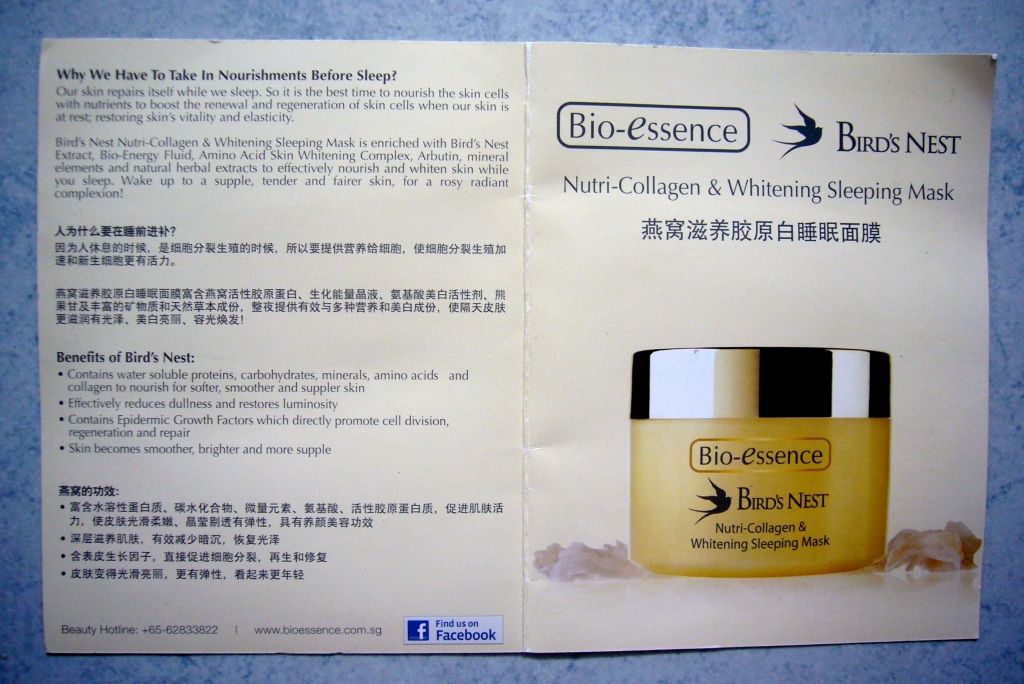 Why We Have To Take In Nourishments Before Sleep?
Our skin repairs itself while we sleep. So it is the best time to nourish the skin cells
with nutrients to boost the renewal and regeneration of skin cells when our skin is
at rest; restoring skin's vitality and elasticity.
Bird's Nest Nutri-Collagen & Whitening Sleeping Mask is enriched with Bird's Nest
Extract, Bio-Energy Fluid, Amino Acid Skin Whitening Complex, Arbutin, mineral
elements and natural herbal extracts to effectively nourish and whiten skin while
you sleep. Wake up to a supple, tender and fairer skin, for a rosy radiant
complexion!
人为什么要在睡前进补?
因为人休息的时候，是细胞分裂生殖的时候，所以要提供营养给细胞，使细胞分裂生殖加
速和新生细胞更有活力。
燕窝滋养胶原白睡眠面膜富含燕窝活性胶原蛋白、生化能量晶液、氨基酸美白活性剂、熊
果甘及丰富的矿物质和天然草本成份，整夜提供有效与多种营养和美白成份，使隔天皮肤
更滋润有光泽、美白亮丽、容光焕发!
Benefits of Bird's Nest:
• Contains water soluble proteins, carbohydrates, minerals, amino acids and
collagen to nourish for softer, smoother and suppler skin
• Effectively reduces dullness and restores luminosity
• Contains Epidermic Growth Factors which directly promote cell division,
regeneration and repair
• Skin becomes smoother, brighter and more supple
燕窝的功效:
• 富含水溶性蛋白质、碳水化合物、微量元素、氨基酸、活性胶原蛋白质，促进肌肤活
力，使皮肤光滑柔嫩、晶莹剔透有弹性，具有养颜美容功效
• 深层滋养肌肤，有效减少暗沉，恢复光泽
• 含表皮生长因子，直接促进细胞分裂，再生和修复
• 皮肤变得光滑亮丽，更有弹性，看起来更年轻
Beauty Hotline: +65-62833822 | www.bioessence.com.sg
Find us on
Facebook
Bio-essence
BIRD'S NEST
Nutri-Collagen & Whitening Sleeping Mask
燕窝滋养胶原白睡眠面膜
Bio-essence
BIRD'S NEST
Nutri-Collagen &
Whitening Sleeping Mask